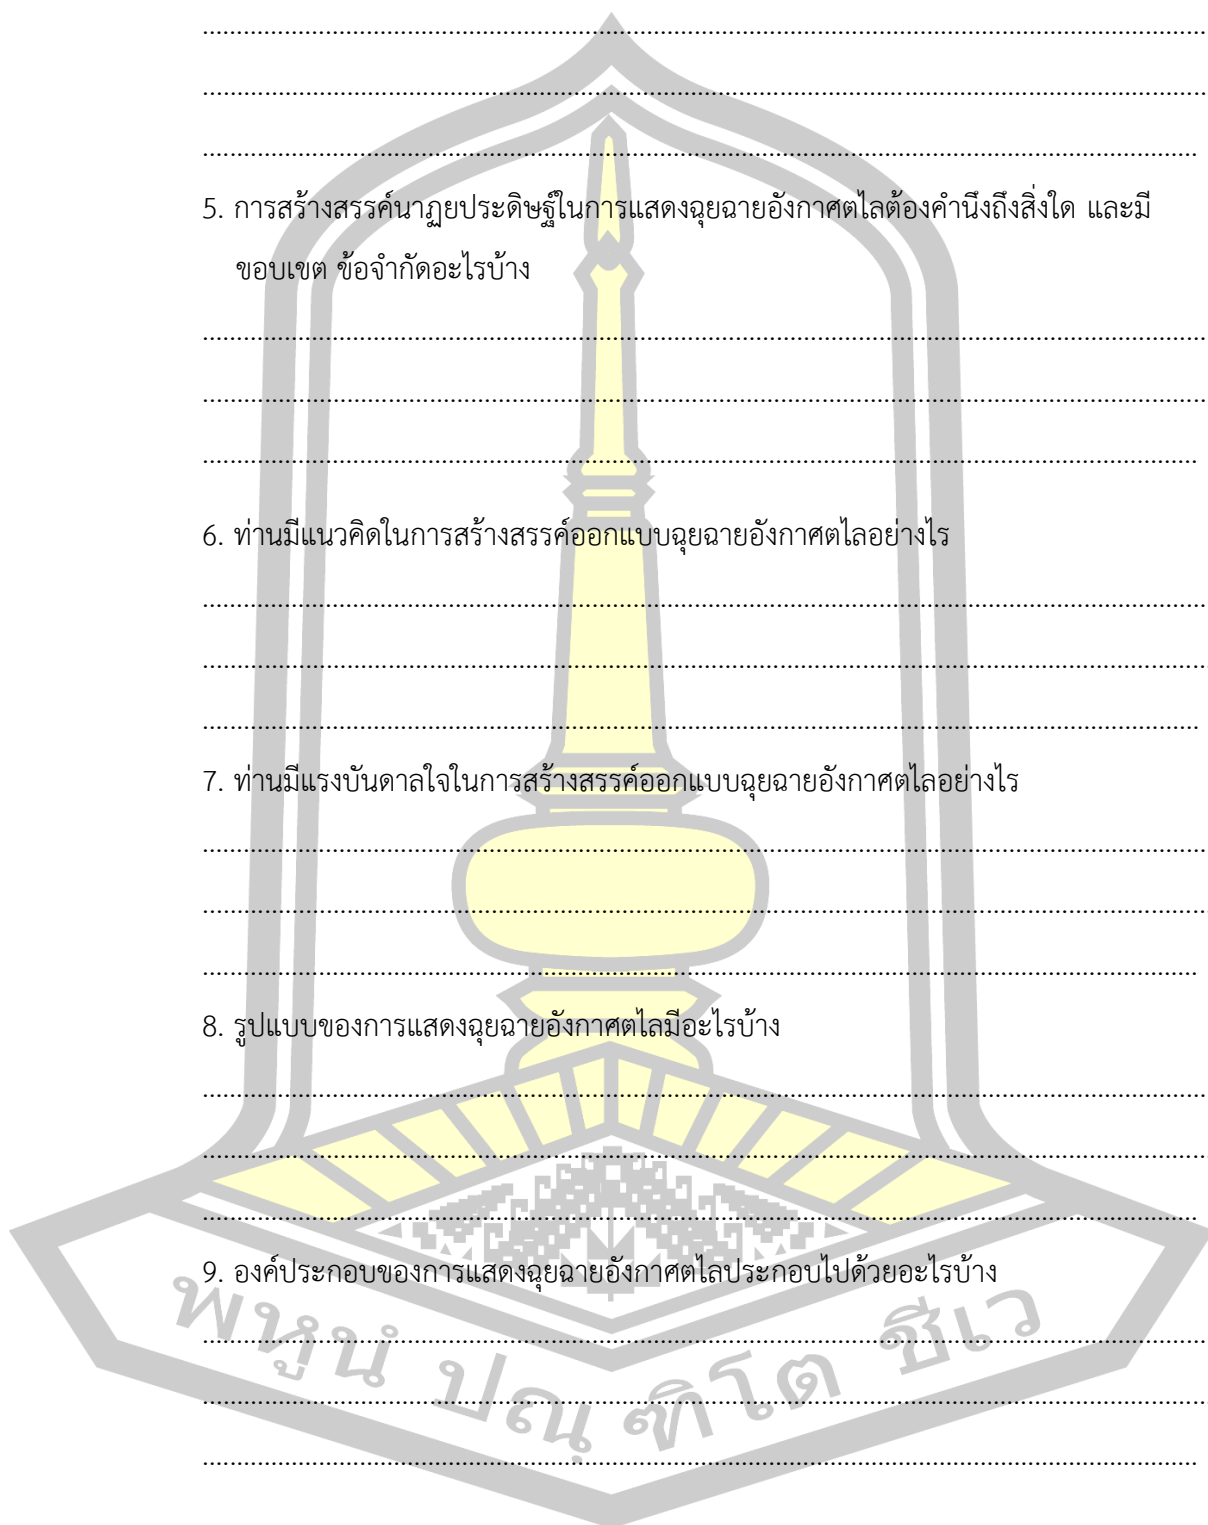 5. การสร้างสรรค์นาฏยประดิษฐ์ในการแสดงฉุยฉายอังกาศตไลต้องคำนึงถึงสิ่งใด และมี
ขอบเขต ข้อจำกัดอะไรบ้าง
6. ท่านมีแนวคิดในการสร้างสรรค์ออกแบบฉุยฉายอังกาศตไลอย่างไร
7. ท่านมีแรงบันดาลใจในการสร้างสรรค์ออกแบบฉุยฉายอังกาศตไลอย่างไร
8. รูปแบบของการแสดงฉุยฉายอังกาศตไลมีอะไรบ้าง
9. องค์ประกอบของการแสดงฉุยฉายอังกาศตไลประกอบไปด้วยอะไรบ้าง
พหูนํ ปณฺฑิโต ชีเว